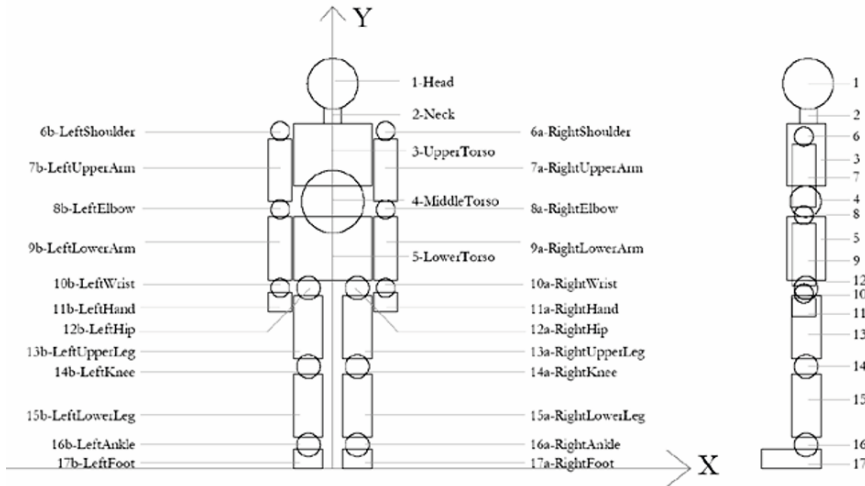 Y
1-Head
2-Neck
6b-LeftShoulder
6a-RightShoulder
3-UpperTorso
7b-LeftUpperArm
7a-RightUpperArm
4-MiddleTorso
8b-LeftElbow
8a-RightElbow
9b-LeftLowerArm
9a-RightLowerArm
5-LowerTorso
10b-LeftWrist
10a-RightWrist
11b-LeftHand
11a-RightHand
12b-LeftHip
12a-RightHip
13b-LeftUpperLeg
13a-RightUpperLeg
14b-LeftKnee
14a-RightKnee
15b-LeftLowerLeg
15a-RightLowerLeg
16b-LeftAnkle
16a-RightAnkle
17b-LeftFoot
17a-RightFoot
X
1
2
6
3
7
4
8
5
9
12
10
11
13
14
15
16
17